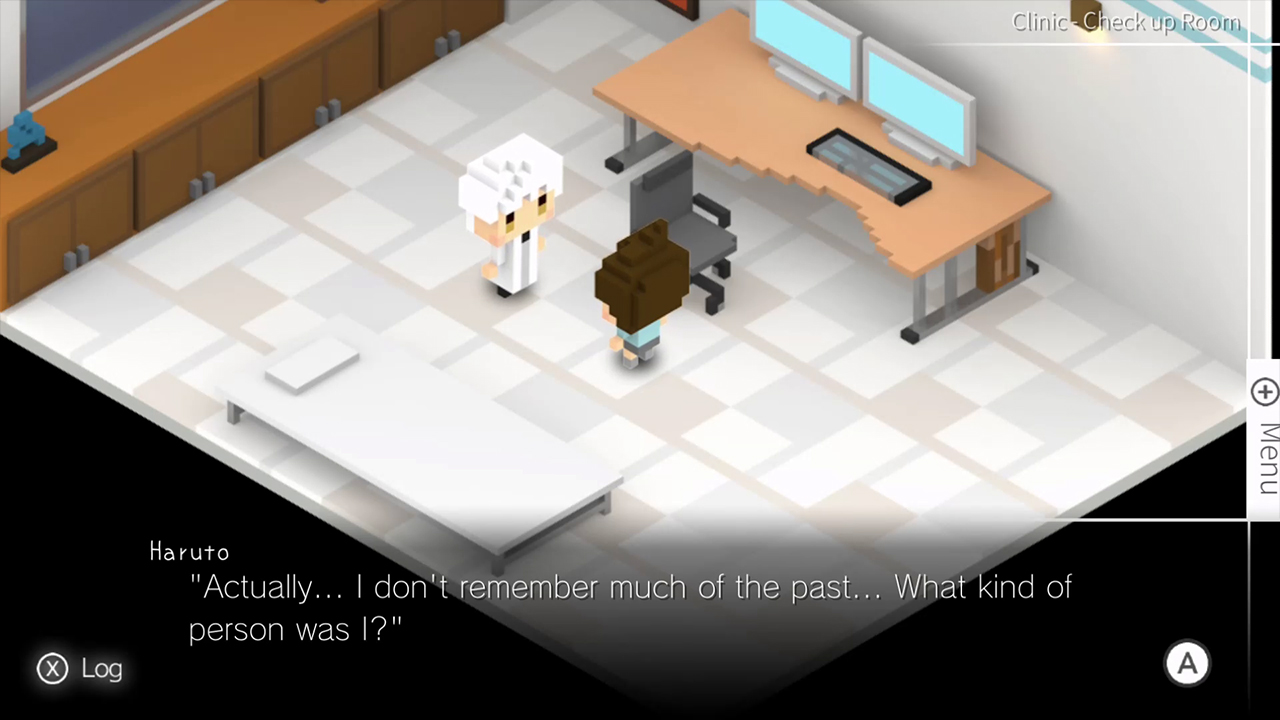 Clinic - Check up Room
Menu
Haruto
"Actually... I don't remember much of the past... What kind of
person was I?"
X Log
A